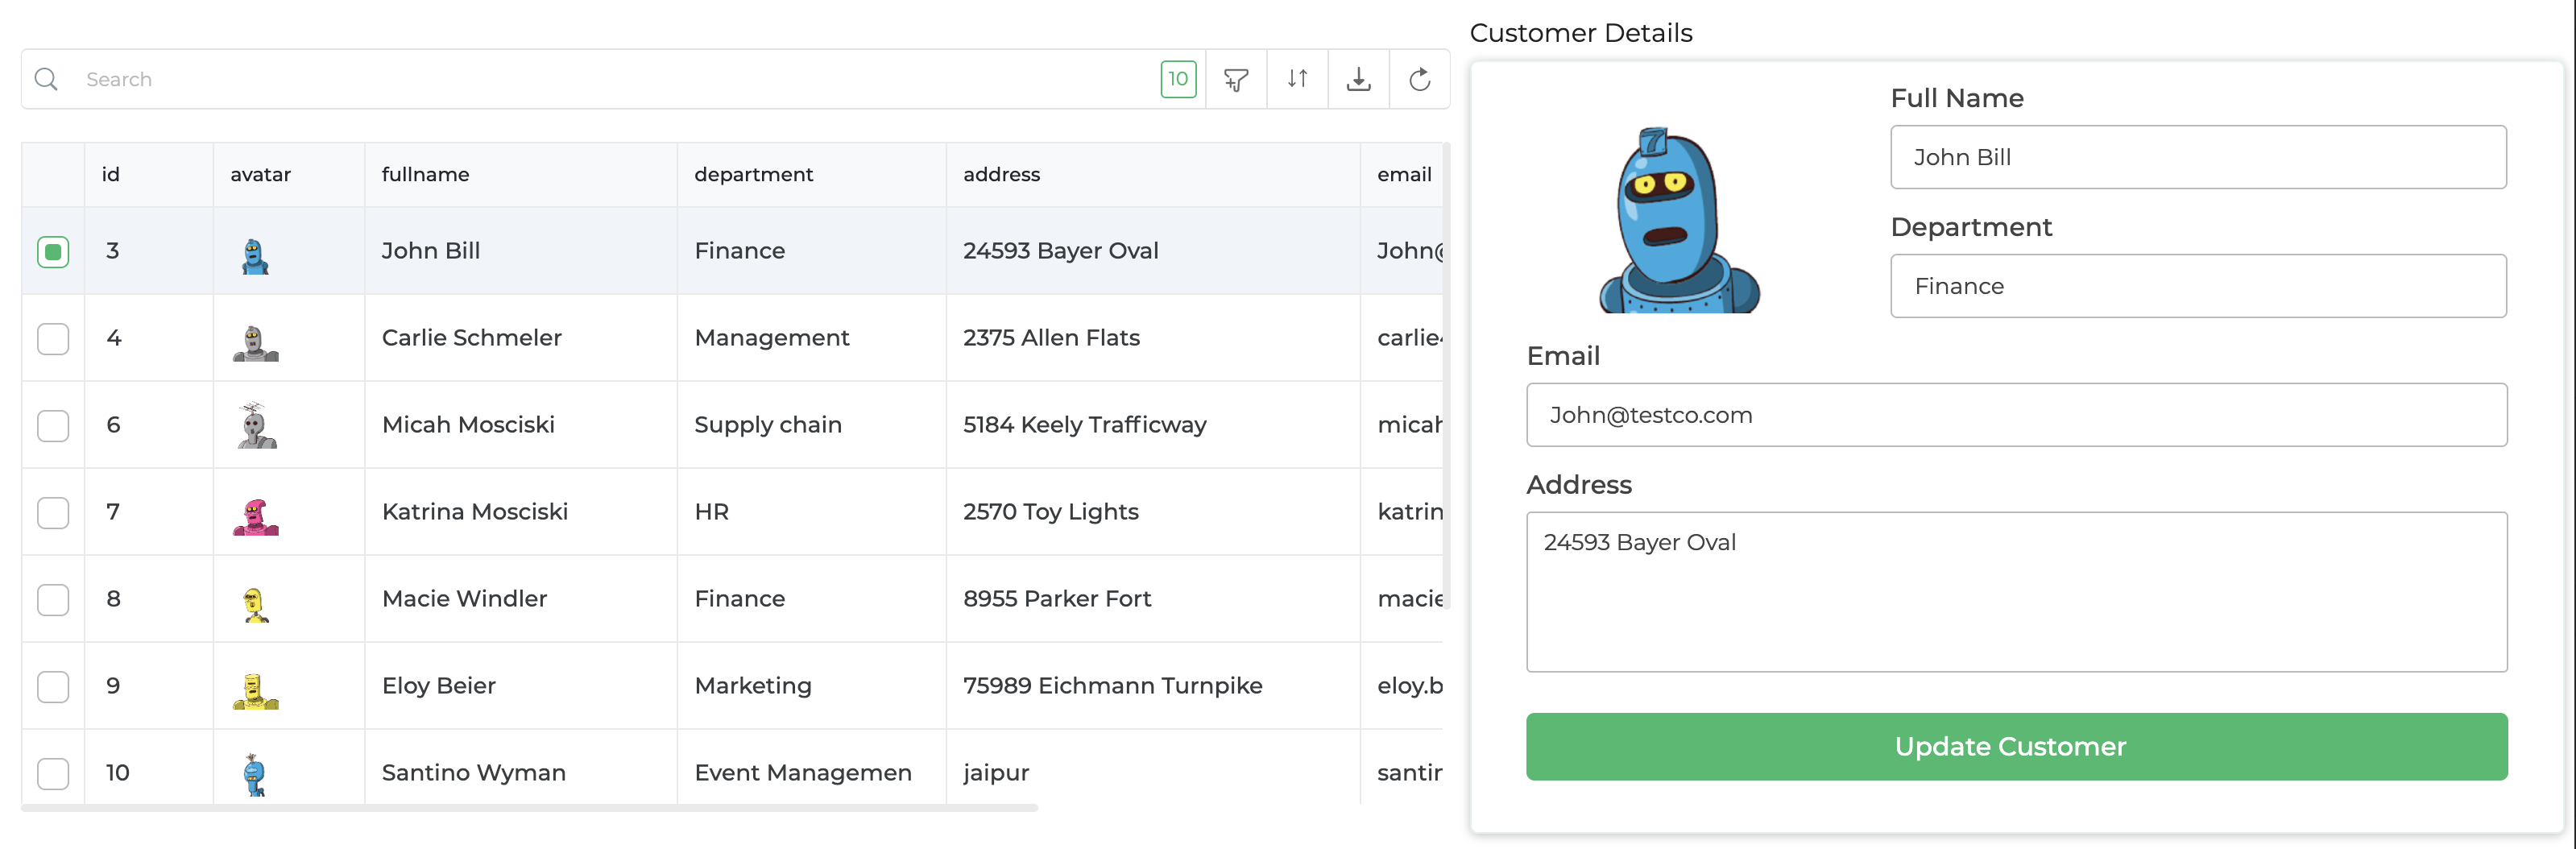 Customer Details
Search
10
id avatar fullname department address email
3 John Bill Finance 24593 Bayer Oval John@
4 Carlie Schmeler Management 2375 Allen Flats carlie
6 Micah Mosciski Supply chain 5184 Keely Trafficway micah
7 Katrina Mosciski HR 2570 Toy Lights katrin
8 Macie Windler Finance 8955 Parker Fort macie
9 Eloy Beier Marketing 75989 Eichmann Turnpike eloy.b
10 Santino Wyman Event Managemen jaipur santin
7
Full Name
John Bill
Department
Finance
Email
John@testco.com
Address
24593 Bayer Oval
Update Customer